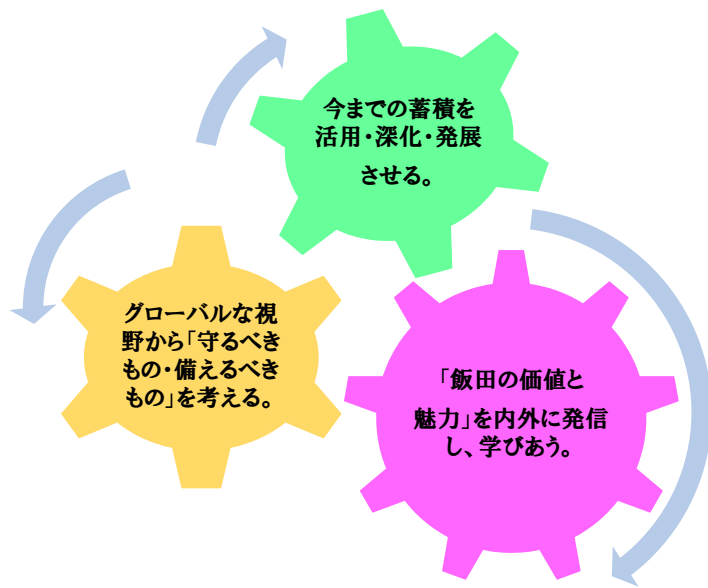 今までの蓄積を
活用・深化・発展
させる。
グローバルな視
野から「守るべき
もの・備えるべき
もの」を考える。
「飯田の価値と
魅力」を内外に発信
し、学びあう。